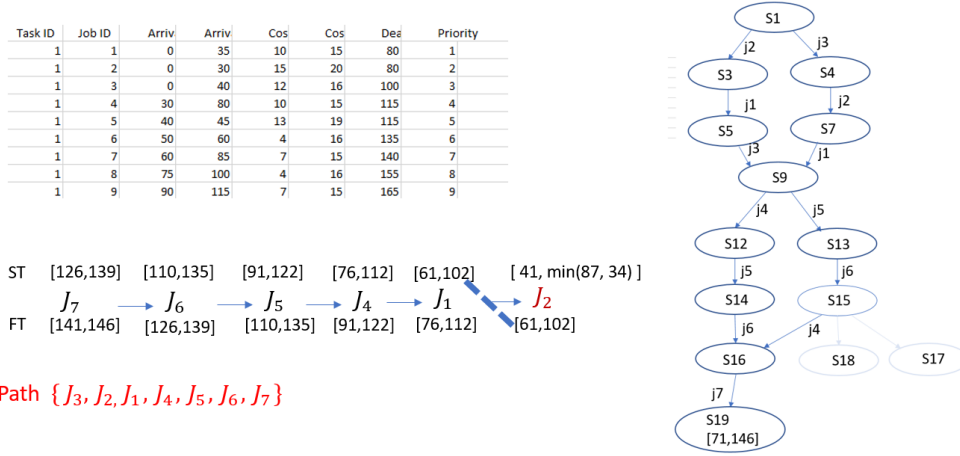 Task ID Job ID Arriv Arriv Cos Cos Dea Priority
1 1 0 35 10 15 80 1
1 2 0 30 15 20 80 2
1 3 0 40 12 16 100 3
1 4 30 80 10 15 115 4
1 5 40 45 13 19 115 5
1 6 50 60 4 16 135 6
1 7 60 85 7 15 140 7
1 8 75 100 4 16 155 8
1 9 90 115 7 15 165 9
ST [126,139] [110,135] [91,122] [76,112] [61,102] [ 41, min(87, 34) ]
J7 J6 J5 J4 J1 J2
FT [141,146] [126,139] [110,135] [91,122] [76,112] [61,102]
Path {J3, J2, J1, J4, J5, J6, J7}
S1
j2 j3
S3 S4
j1 j2
S5 S7
j3 j1
S9
j4 j5
S12 S13
j5 j6
S14 S15
j6 j4
S16 S18 S17
j7
S19
[71,146]